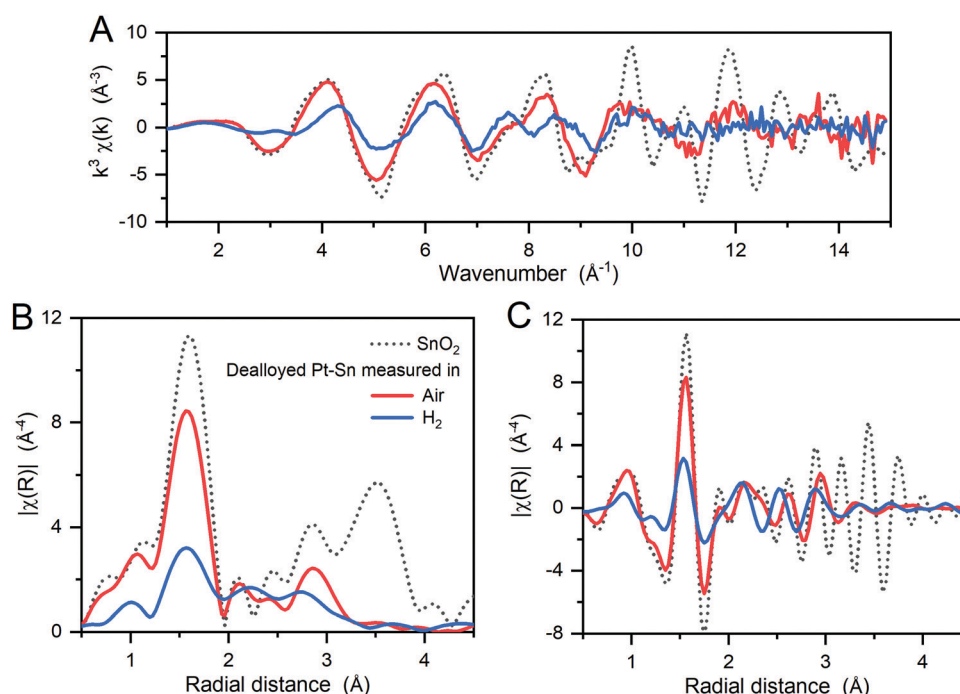 A
10
5
0
-5
-10
k³ χ(k) (Å⁻³)
2 4 6 8 10 12 14
Wavenumber (Å⁻¹)
B
12
8
4
0
|χ(R)| (Å⁻⁴)
SnO₂
Dealloyed Pt-Sn measured in
Air
H₂
1 2 3 4
Radial distance (Å)
C
12
8
4
0
-4
-8
|χ(R)| (Å⁻⁴)
1 2 3 4
Radial distance (Å)